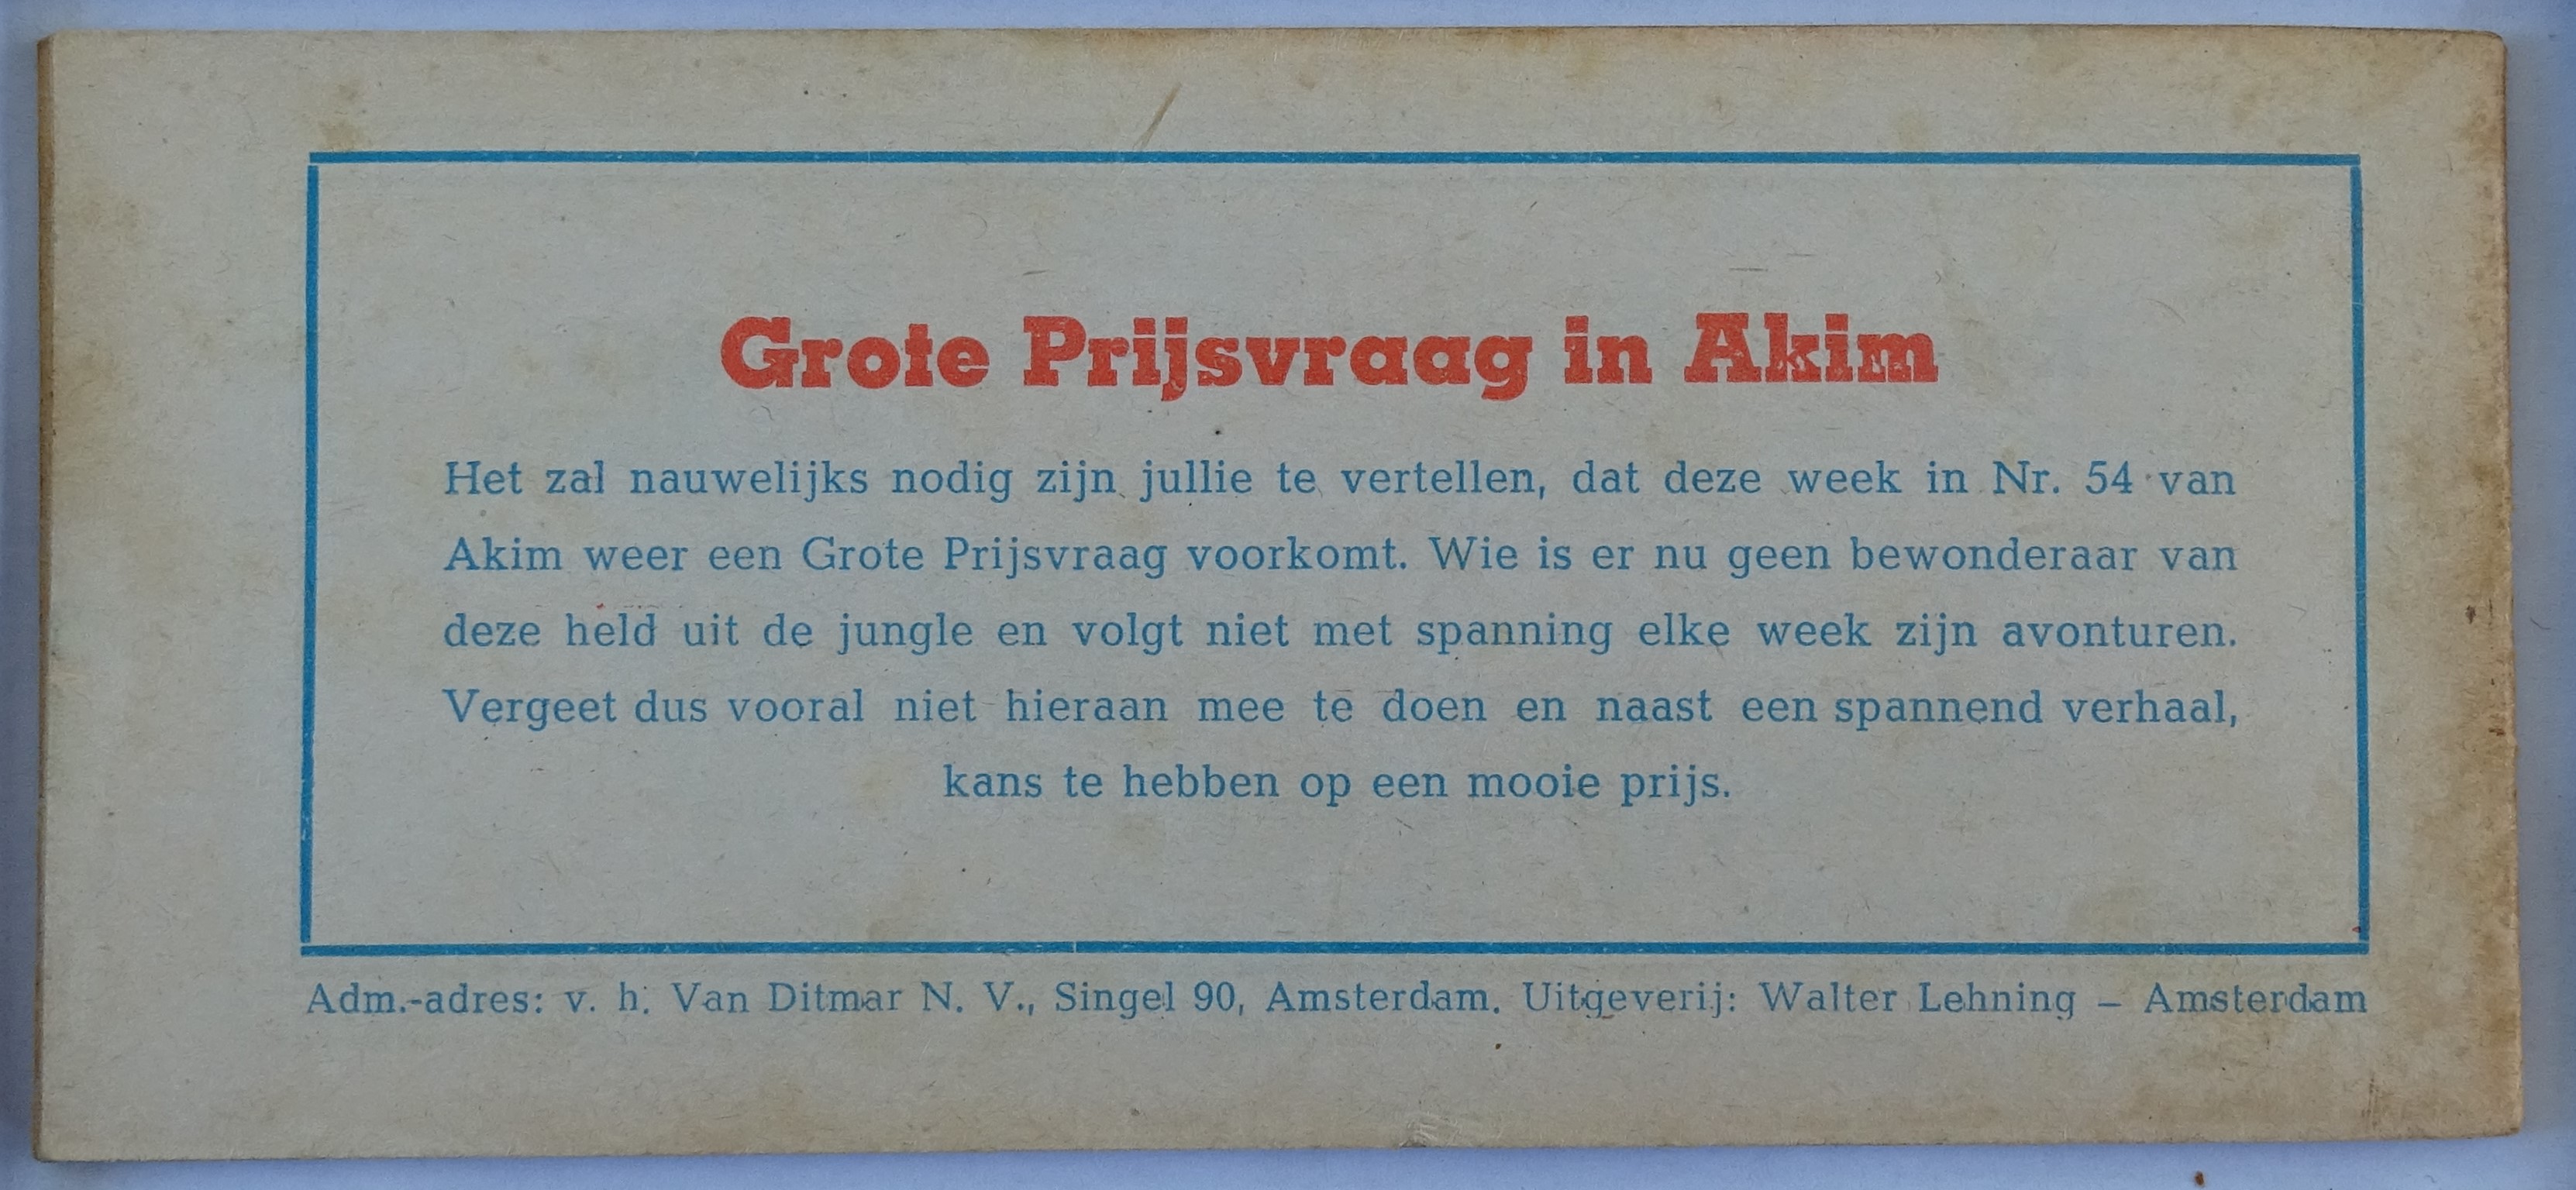 Grote Prijsvraag in Akim
Het zal nauwelijks nodig zijn jullie te vertellen, dat deze week in Nr. 54 van
Akim weer een Grote Prijsvraag voorkomt. Wie is er nu geen bewonderaar van
deze held uit de jungle en volgt niet met spanning elke week zijn avonturen.
Vergeet dus vooral niet hieraan mee te doen en naast een spannend verhaal,
kans te hebben op een mooie prijs.
Adm.-adres: v. h. Van Ditmar N. V., Singel 90, Amsterdam. Uitgeverij: Walter Lehning – Amsterdam